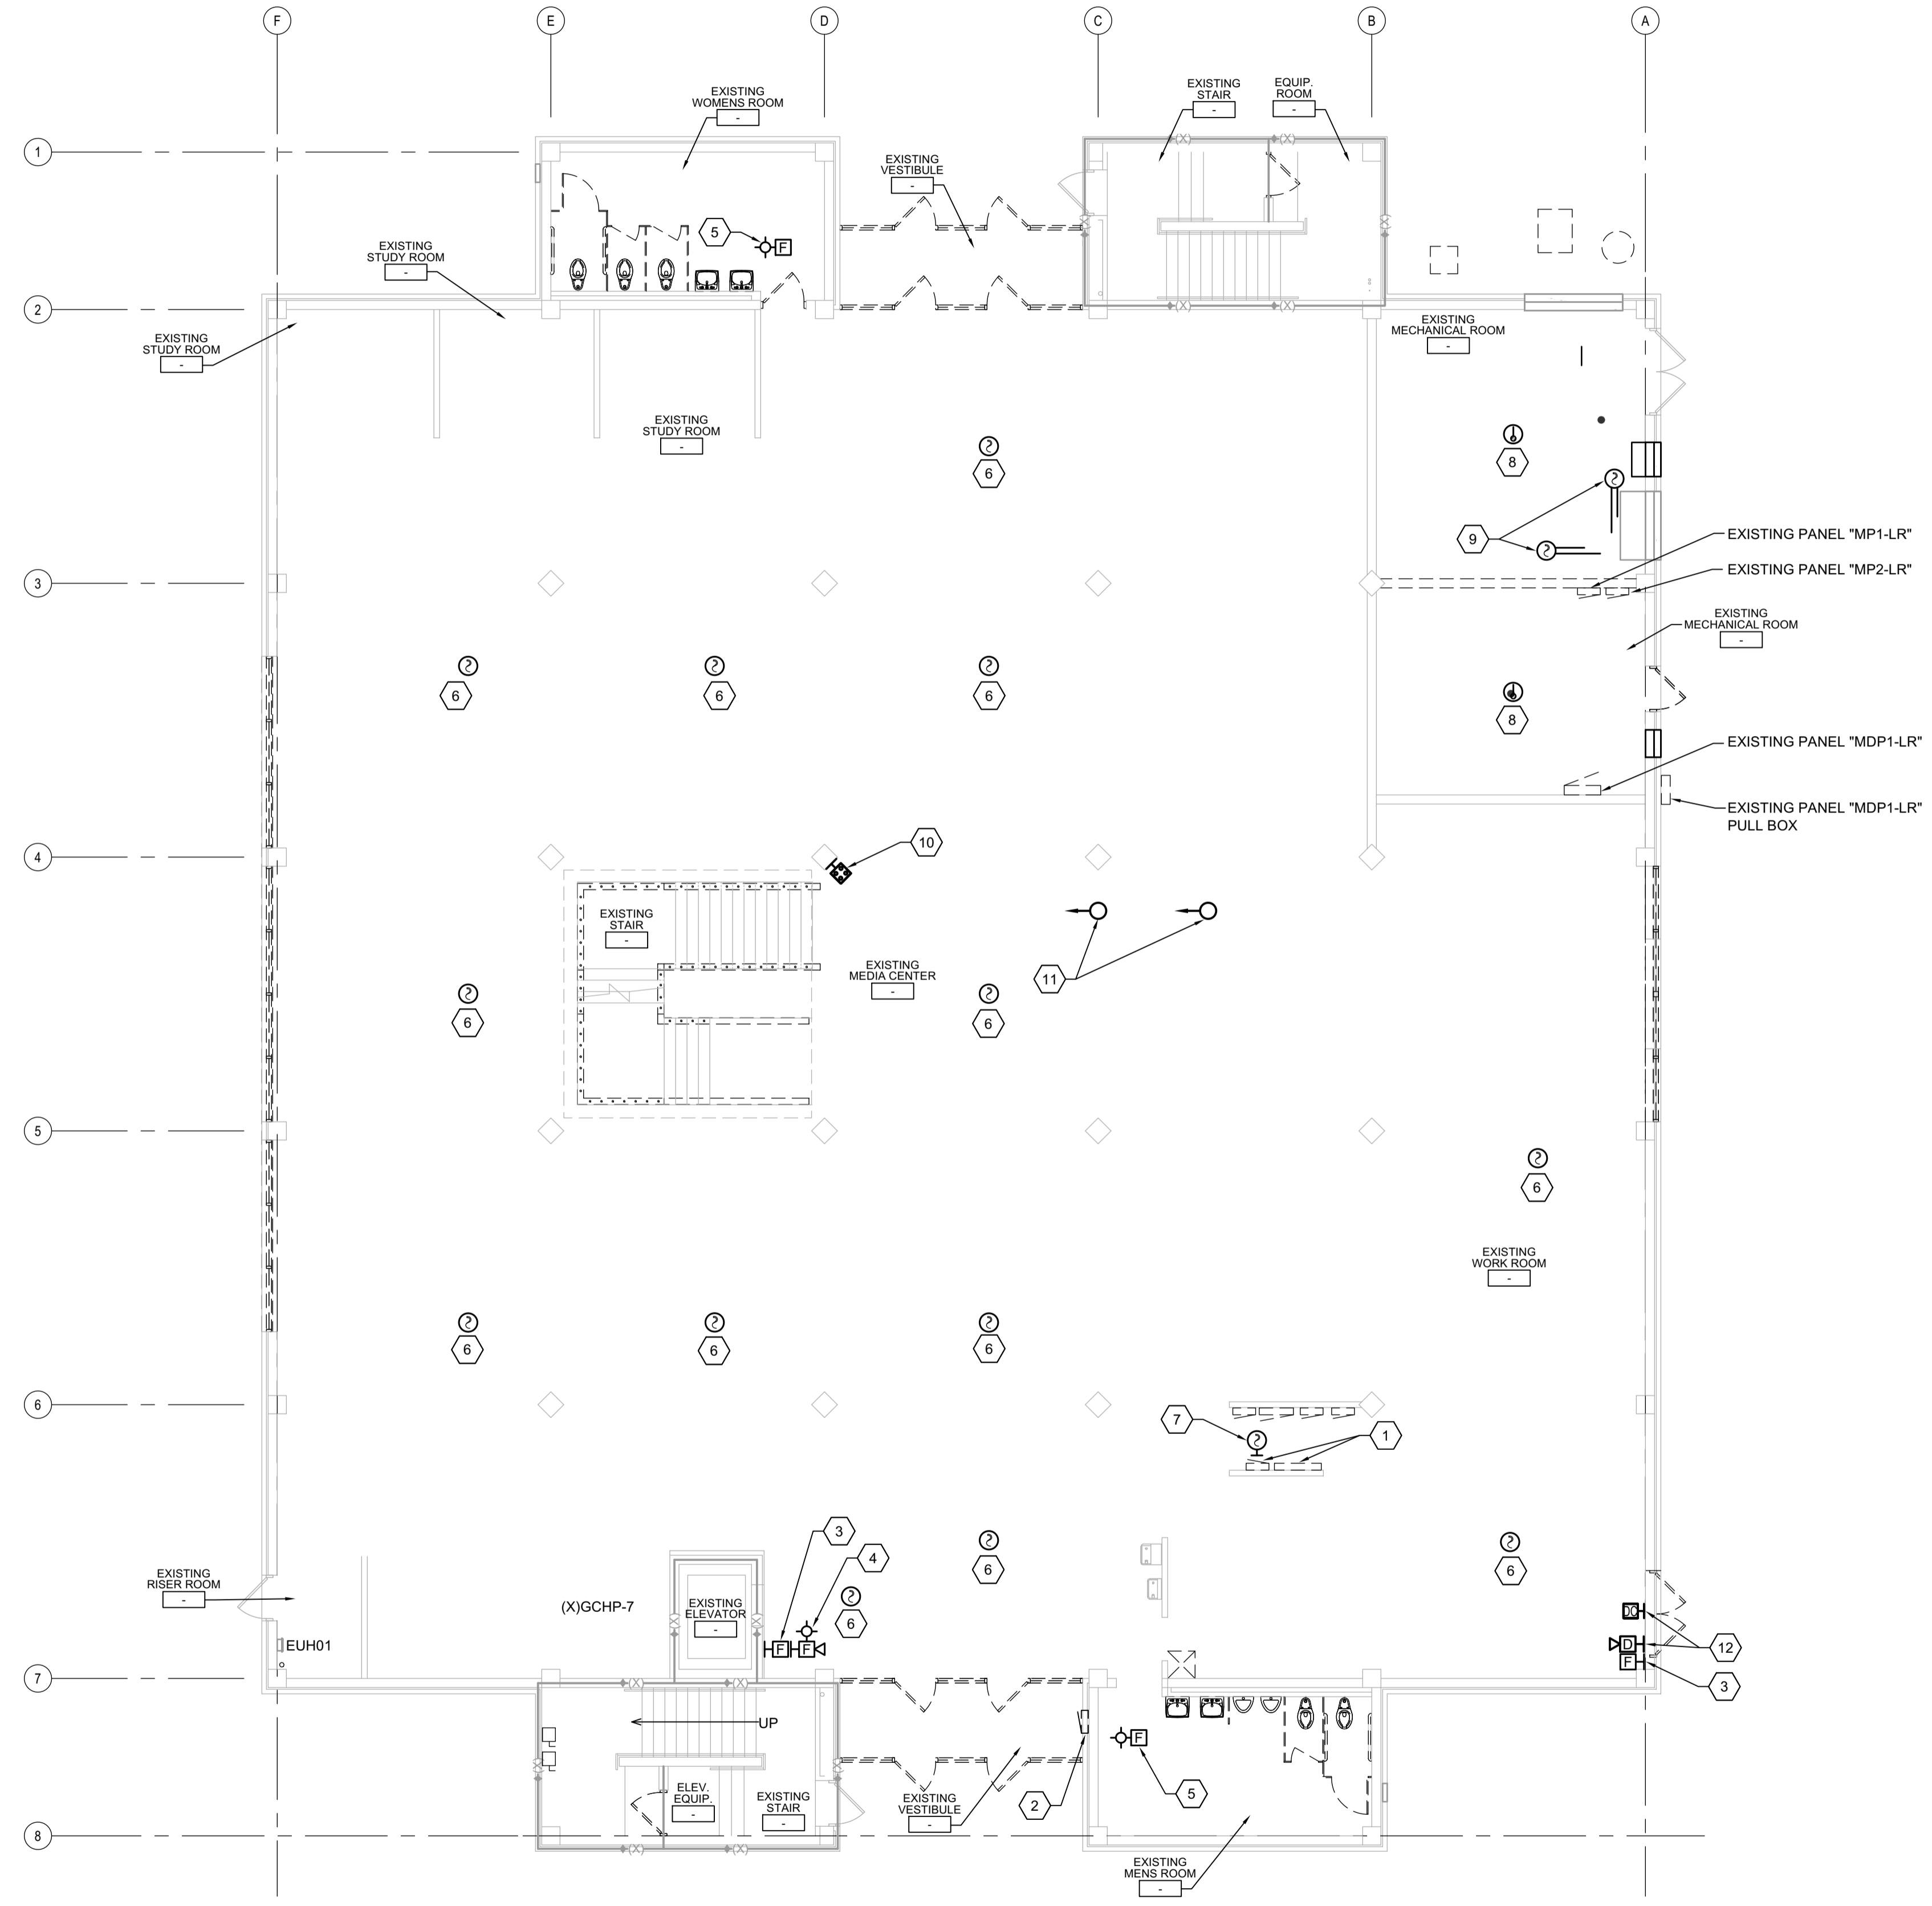 F
E
D
C
B
A
EXISTING
STAIR
-
EQUIP.
ROOM
-
EXISTING
WOMENS ROOM
-
1
EXISTING
VESTIBULE
-
5
F
EXISTING
STUDY ROOM
-
2
EXISTING
MECHANICAL ROOM
-
EXISTING
STUDY ROOM
-
EXISTING
STUDY ROOM
-
6
8
9
EXISTING PANEL "MP1-LR"
EXISTING PANEL "MP2-LR"
3
EXISTING
MECHANICAL ROOM
-
6
6
6
8
EXISTING PANEL "MDP1-LR"
EXISTING PANEL "MDP1-LR"
PULL BOX
4
10
EXISTING
STAIR
-
EXISTING
MEDIA CENTER
-
11
6
6
5
6
EXISTING
WORK ROOM
-
6
6
6
6
7
1
3
4
6
6
EXISTING
RISER ROOM
-
(X)GCHP-7
EXISTING
ELEVATOR
-
6
DO
EUH01
F
F
D
12
F
3
7
(X)
(X)
UP
F
5
2
ELEV.
EQUIP.
-
EXISTING
STAIR
-
EXISTING
VESTIBULE
-
8
(X)
(X)
EXISTING
MENS ROOM
-